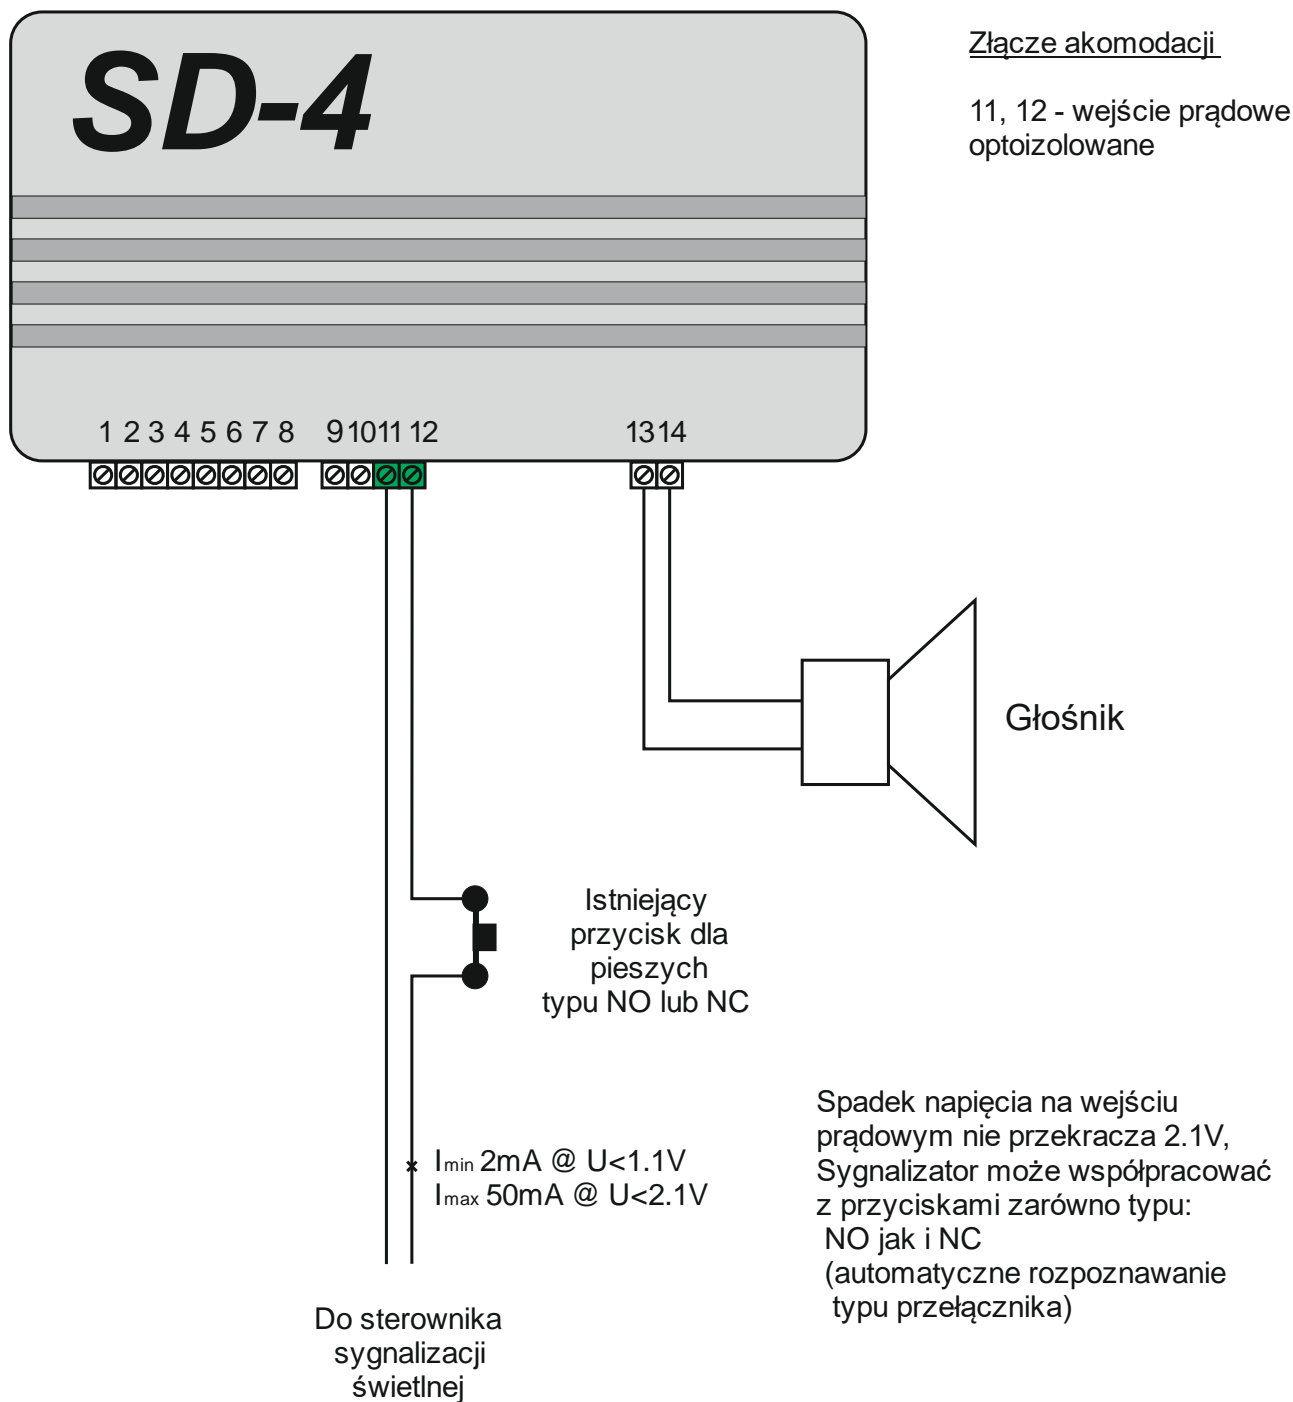 SD-4
Złącze akomodacji
11, 12 - wejście prądowe
optoizolowane
1 2 3 4 5 6 7 8 9 10 11 12 13 14
Głośnik
Istniejący
przycisk dla
pieszych
typu NO lub NC
Imin 2mA @ U<1.1V
Imax 50mA @ U<2.1V
Spadek napięcia na wejściu
prądowym nie przekracza 2.1V,
Sygnalizator może współpracować
z przyciskami zarówno typu:
NO jak i NC
(automatyczne rozpoznawanie
typu przełącznika)
Do sterownika
sygnalizacji
świetlnej